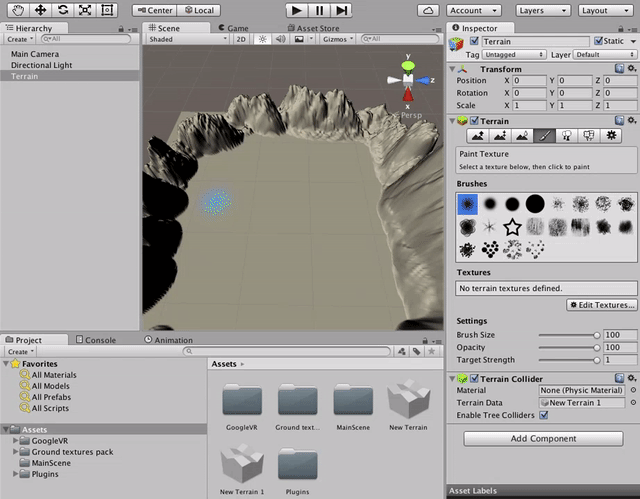 Center Local Account Layers Layout
Hierarchy
Create All
Main Camera
Directional Light
Terrain
Scene Game Asset Store
Shaded 2D Gizmos All
y
z
x
Persp
Inspector
Terrain Static
Tag Untagged Layer Default
Transform
Position X 0 Y 0 Z 0
Rotation X 0 Y 0 Z 0
Scale X 1 Y 1 Z 1
Terrain
Paint Texture
Select a texture below, then click to paint
Brushes
Textures
No terrain textures defined.
Edit Textures...
Settings
Brush Size 100
Opacity 100
Target Strength 1
Terrain Collider
Material None (Physic Material)
Terrain Data New Terrain 1
Enable Tree Colliders
Add Component
Asset Labels
Project Console Animation
Create
Favorites
All Materials
All Models
All Prefabs
All Scripts
Assets
GoogleVR
Ground textures pack
MainScene
Plugins
Assets
GoogleVR Ground text... MainScene New Terrain
New Terrain 1 Plugins